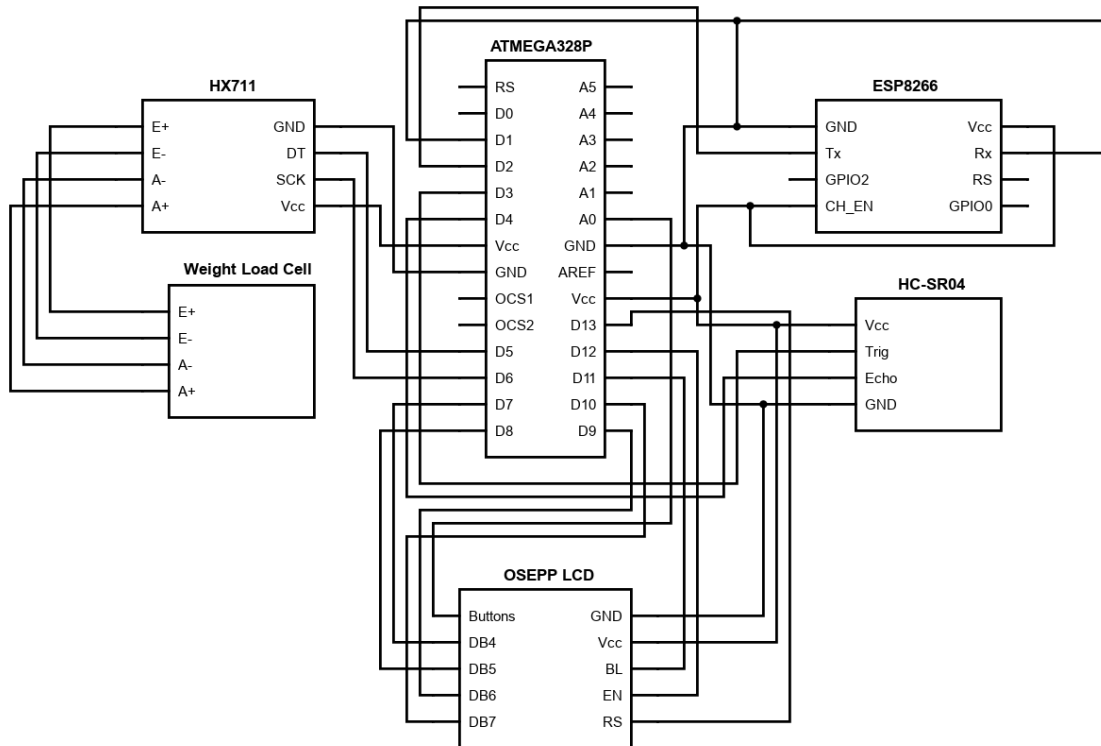 ATMEGA328P
RS
D0
D1
D2
D3
D4
Vcc
GND
OCS1
OCS2
D5
D6
D7
D8
A5
A4
A3
A2
A1
A0
GND
AREF
Vcc
D13
D12
D11
D10
D9
HX711
E+
E-
A-
A+
GND
DT
SCK
Vcc
Weight Load Cell
E+
E-
A-
A+
ESP8266
GND
Tx
GPIO2
CH_EN
Vcc
Rx
RS
GPIO0
HC-SR04
Vcc
Trig
Echo
GND
OSEPP LCD
Buttons
DB4
DB5
DB6
DB7
GND
Vcc
BL
EN
RS